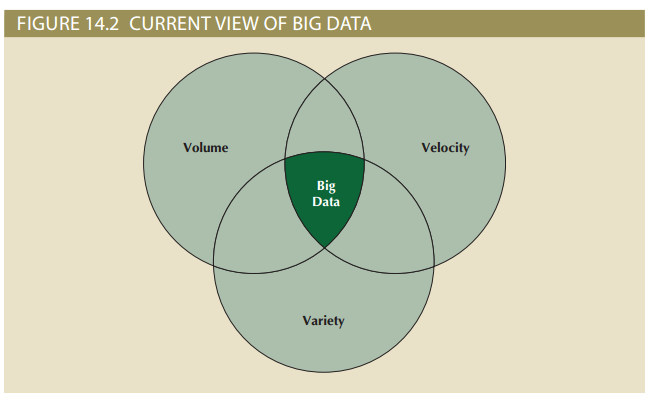 FIGURE 14.2 CURRENT VIEW OF BIG DATA
Volume
Velocity
Big
Data
Variety